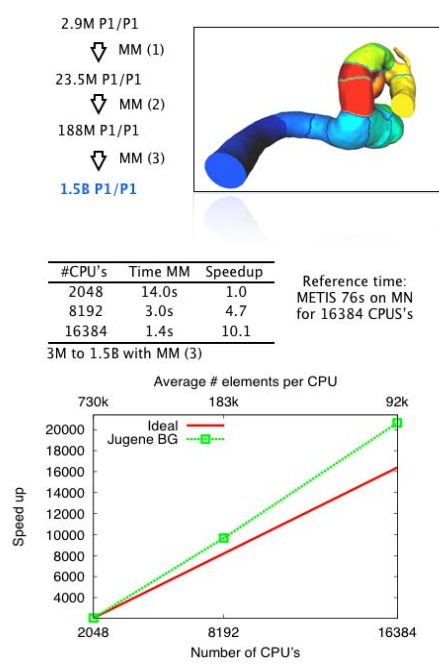 2.9M P1/P1
MM (1)
23.5M P1/P1
MM (2)
188M P1/P1
MM (3)
1.5B P1/P1
#CPU's Time MM Speedup
2048 14.0s 1.0
8192 3.0s 4.7
16384 1.4s 10.1
3M to 1.5B with MM (3)
Reference time:
METIS 76s on MN
for 16384 CPUS's
Average # elements per CPU
730k 183k 92k
Ideal
Jugene BG
Speed up
20000
18000
16000
14000
12000
10000
8000
6000
4000
2048 8192 16384
Number of CPU's